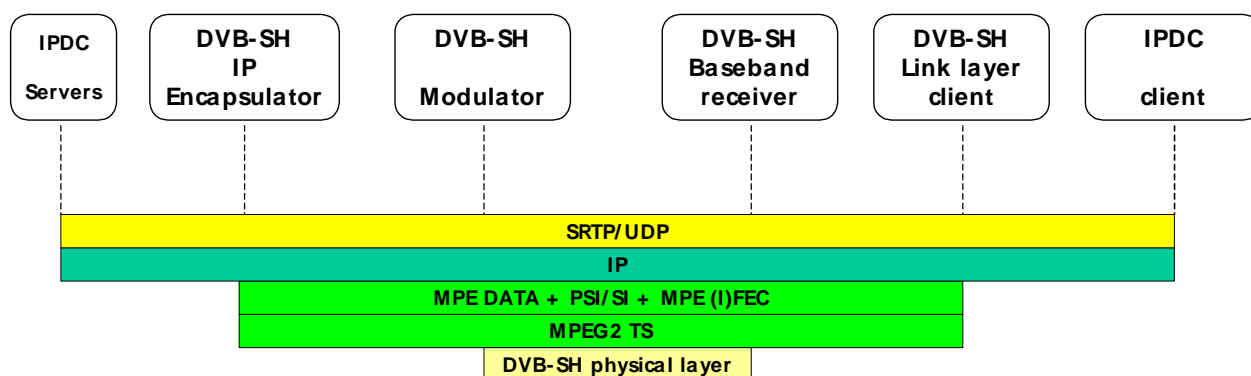 IPDC
Servers
DVB-SH
IP
Encapsulator
DVB-SH
Modulator
DVB-SH
Baseband
receiver
DVB-SH
Link layer
client
IPDC
client
SRTP/UDP
IP
MPE DATA + PSI/SI + MPE (I)FEC
MPEG2 TS
DVB-SH physical layer